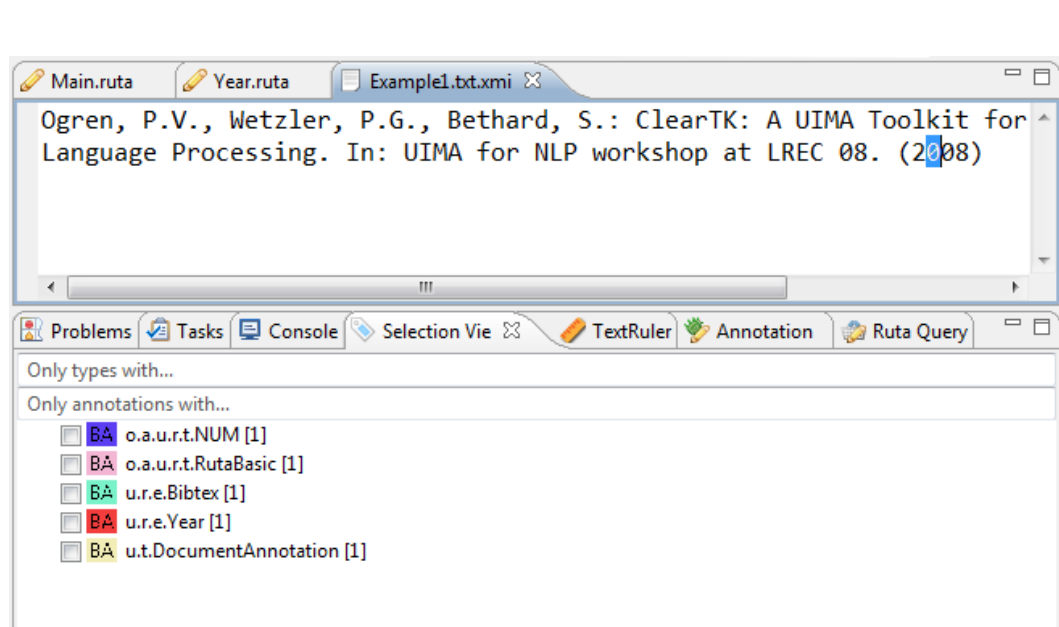 Main.ruta Year.ruta Example1.txt.xmi
Ogren, P.V., Wetzler, P.G., Bethard, S.: ClearTK: A UIMA Toolkit for
Language Processing. In: UIMA for NLP workshop at LREC 08. (2008)
Problems Tasks Console Selection Vie TextRuler Annotation Ruta Query
Only types with...
Only annotations with...
BA o.a.u.r.t.NUM [1]
BA o.a.u.r.t.RutaBasic [1]
BA u.r.e.Bibtex [1]
BA u.r.e.Year [1]
BA u.t.DocumentAnnotation [1]